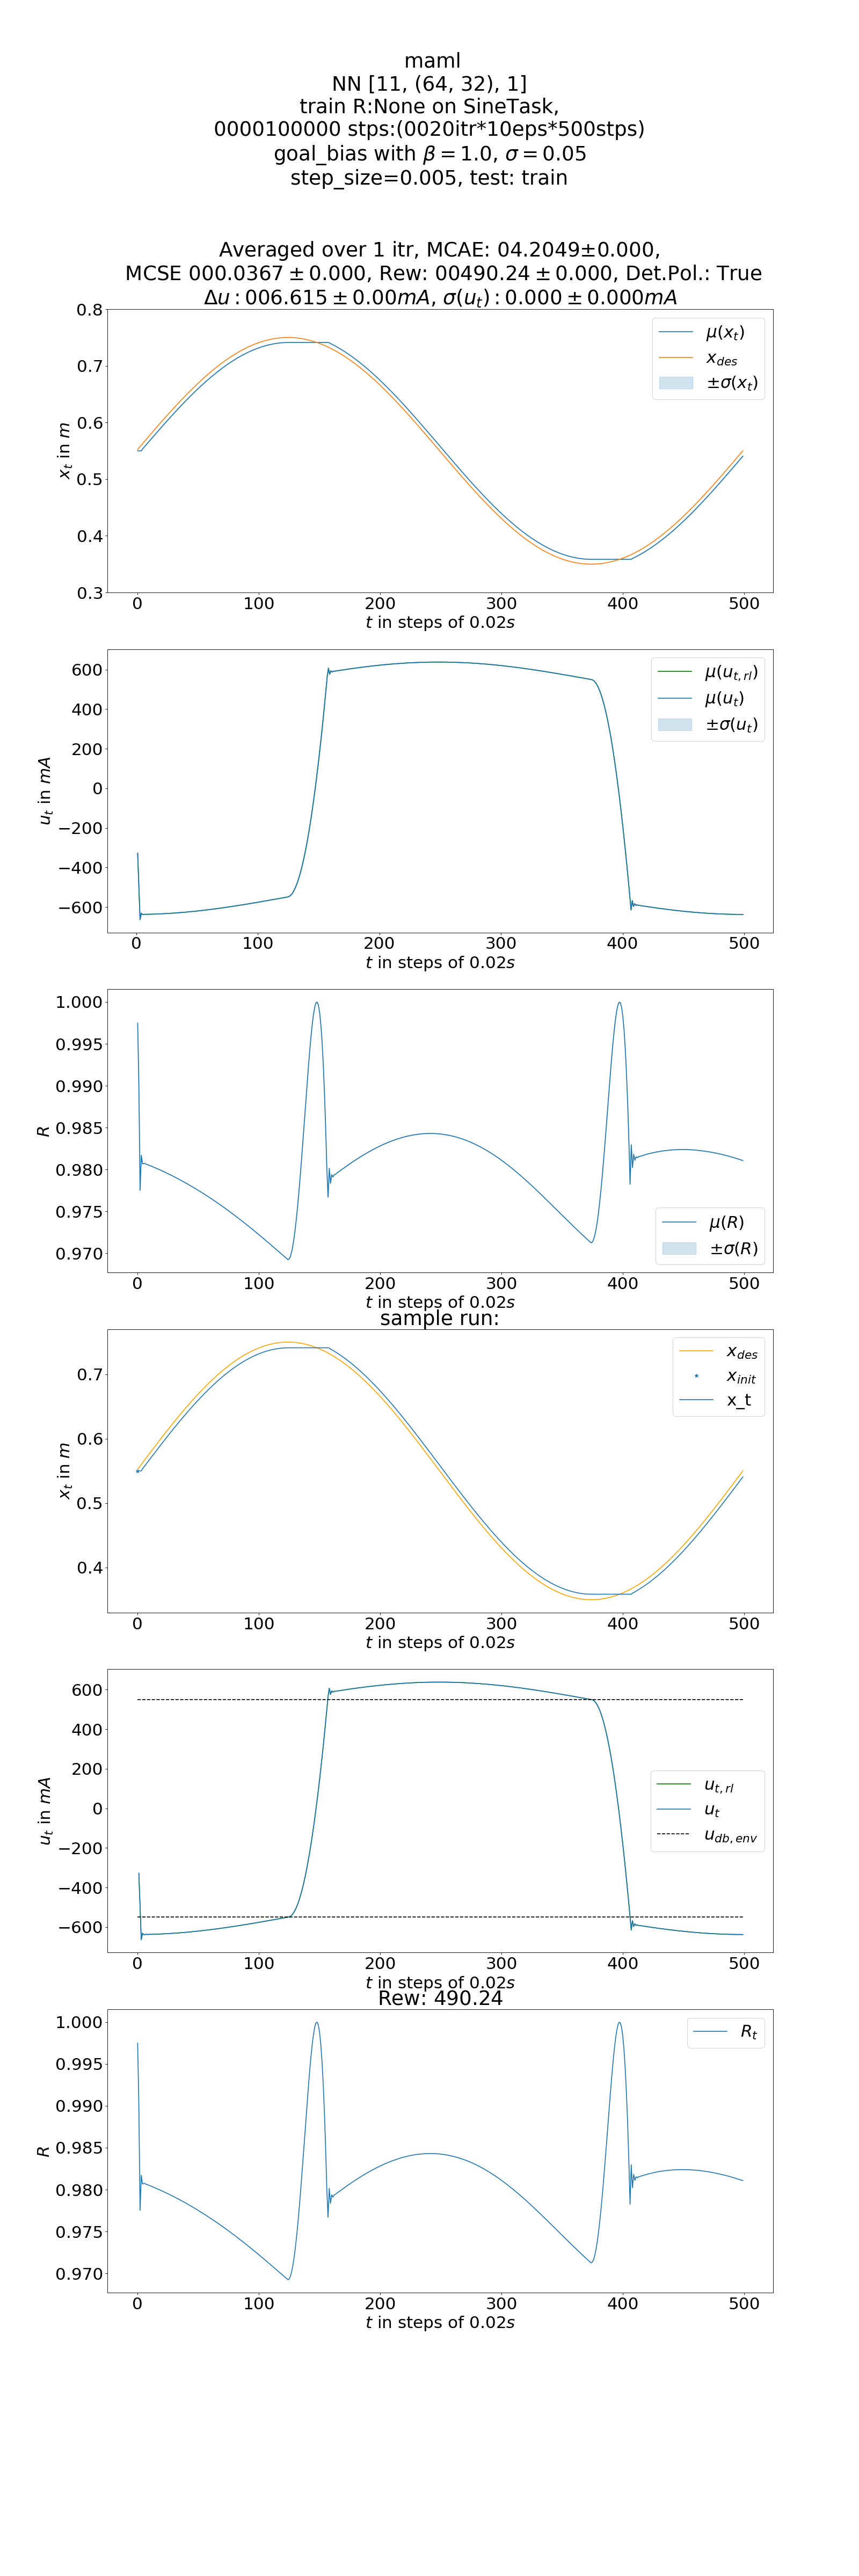 maml
NN [11, (64, 32), 1]
train R:None on SineTask,
0000100000 stps:(0020itr*10eps*500stps)
goal_bias with β = 1.0, σ = 0.05
step_size=0.005, test: train
Averaged over 1 itr, MCAE: 04.2049±0.000,
MCSE 000.0367 ± 0.000, Rew: 00490.24 ± 0.000, Det.Pol.: True
Δu : 006.615 ± 0.00mA, σ(u_t) : 0.000 ± 0.000mA
0.8
0.7
0.6
0.5
0.4
0.3
x_t in m
μ(x_t)
x_des
±σ(x_t)
0 100 200 300 400 500
t in steps of 0.02s
600
400
200
0
−200
−400
−600
u_t in mA
μ(u_t,rl)
μ(u_t)
±σ(u_t)
0 100 200 300 400 500
t in steps of 0.02s
1.000
0.995
0.990
0.985
0.980
0.975
0.970
R
μ(R)
±σ(R)
0 100 200 300 400 500
t in steps of 0.02s
sample run:
0.7
0.6
0.5
0.4
x_t in m
x_des
x_init
x_t
0 100 200 300 400 500
t in steps of 0.02s
600
400
200
0
−200
−400
−600
u_t in mA
u_t,rl
u_t
u_db,env
0 100 200 300 400 500
t in steps of 0.02s
Rew: 490.24
1.000
0.995
0.990
0.985
0.980
0.975
0.970
R
R_t
0 100 200 300 400 500
t in steps of 0.02s